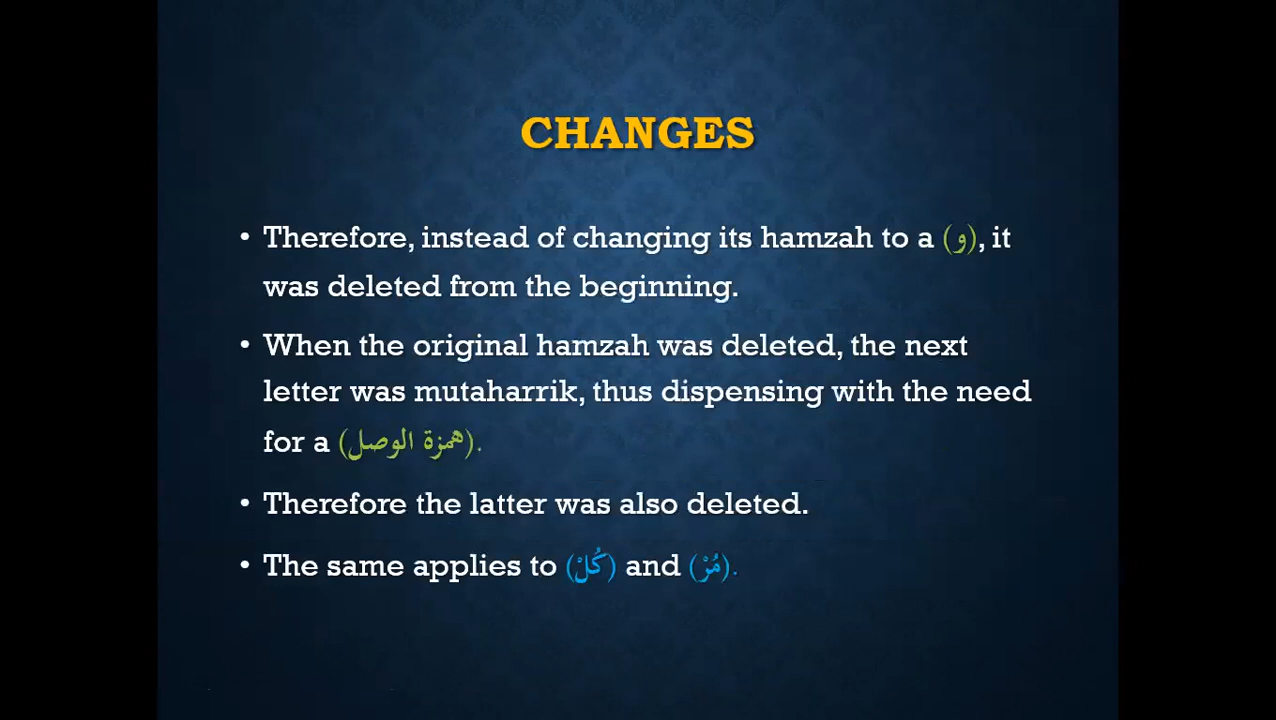 CHANGES
• Therefore, instead of changing its hamzah to a (و), it
was deleted from the beginning.
• When the original hamzah was deleted, the next
letter was mutaharrik, thus dispensing with the need
for a (همزة الوصل).
• Therefore the latter was also deleted.
• The same applies to (كُلْ) and (مُرْ).